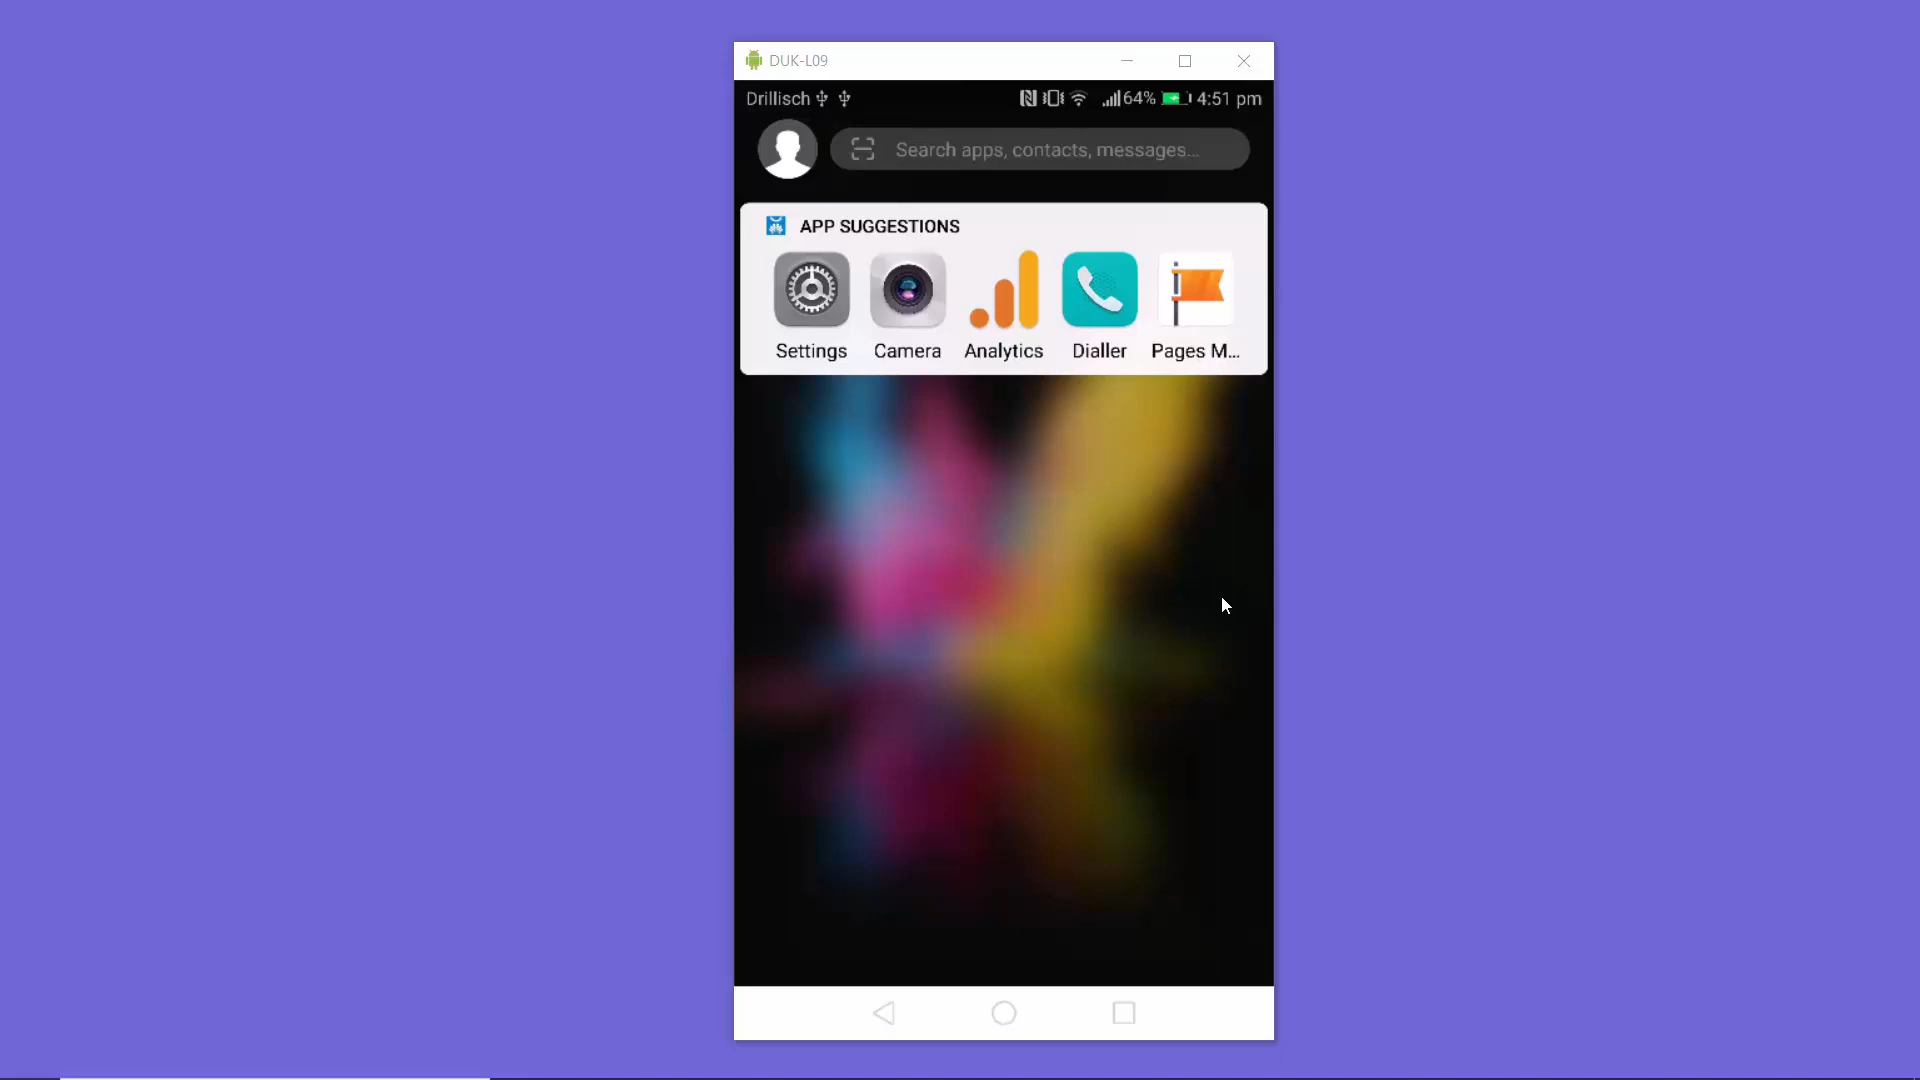 DUK-L09
Drillisch 64% 4:51 pm
Search apps, contacts, messages...
APP SUGGESTIONS
Settings Camera Analytics Dialler Pages M...